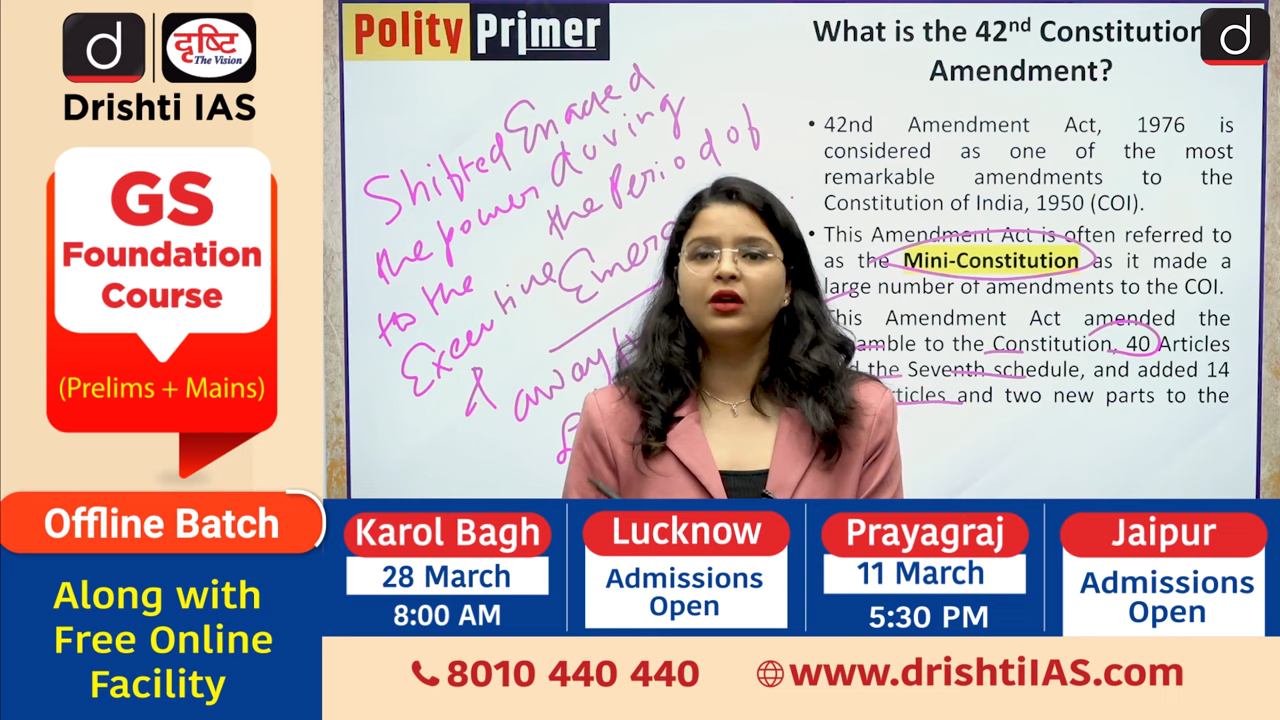 d
दृष्टि
The Vision
Drishti IAS
GS
Foundation
Course
(Prelims + Mains)
Offline Batch
Along with
Free Online
Facility
Polity Primer
Shifted
the power
to the
Executive
&
Enacted
during
the Period of
away
What is the 42nd Constitution
Amendment?
d
• 42nd Amendment Act, 1976 is
considered as one of the most
remarkable amendments to the
Constitution of India, 1950 (COI).
• This Amendment Act is often referred to
as the Mini-Constitution as it made a
large number of amendments to the COI.
This Amendment Act amended the
to the Constitution, 40 Articles
the Seventh schedule, and added 14
and two new parts to the
Karol Bagh
28 March
8:00 AM
Lucknow
Admissions
Open
Prayagraj
11 March
5:30 PM
Jaipur
Admissions
Open
8010 440 440
www.drishtiIAS.com